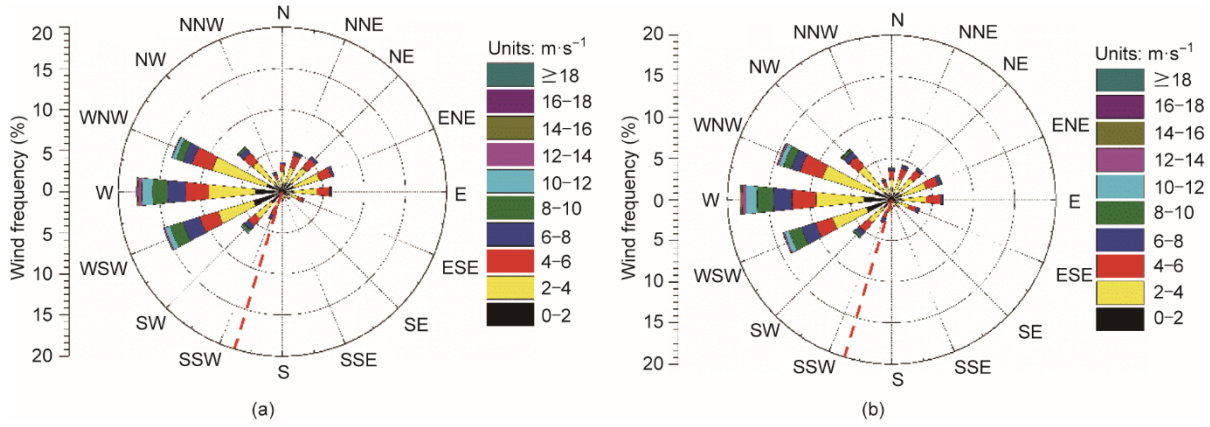 N
NNW
NNE
NW
NE
WNW
ENE
W
E
WSW
ESE
SW
SE
SSW
SSE
S
20
15
10
5
0
5
10
15
20
Wind frequency (%)
Units: m·s⁻¹
≥18
16–18
14–16
12–14
10–12
8–10
6–8
4–6
2–4
0–2
(a)
N
NNW
NNE
NW
NE
WNW
ENE
W
E
WSW
ESE
SW
SE
SSW
SSE
S
20
15
10
5
0
5
10
15
20
Wind frequency (%)
Units: m·s⁻¹
≥18
16–18
14–16
12–14
10–12
8–10
6–8
4–6
2–4
0–2
(b)